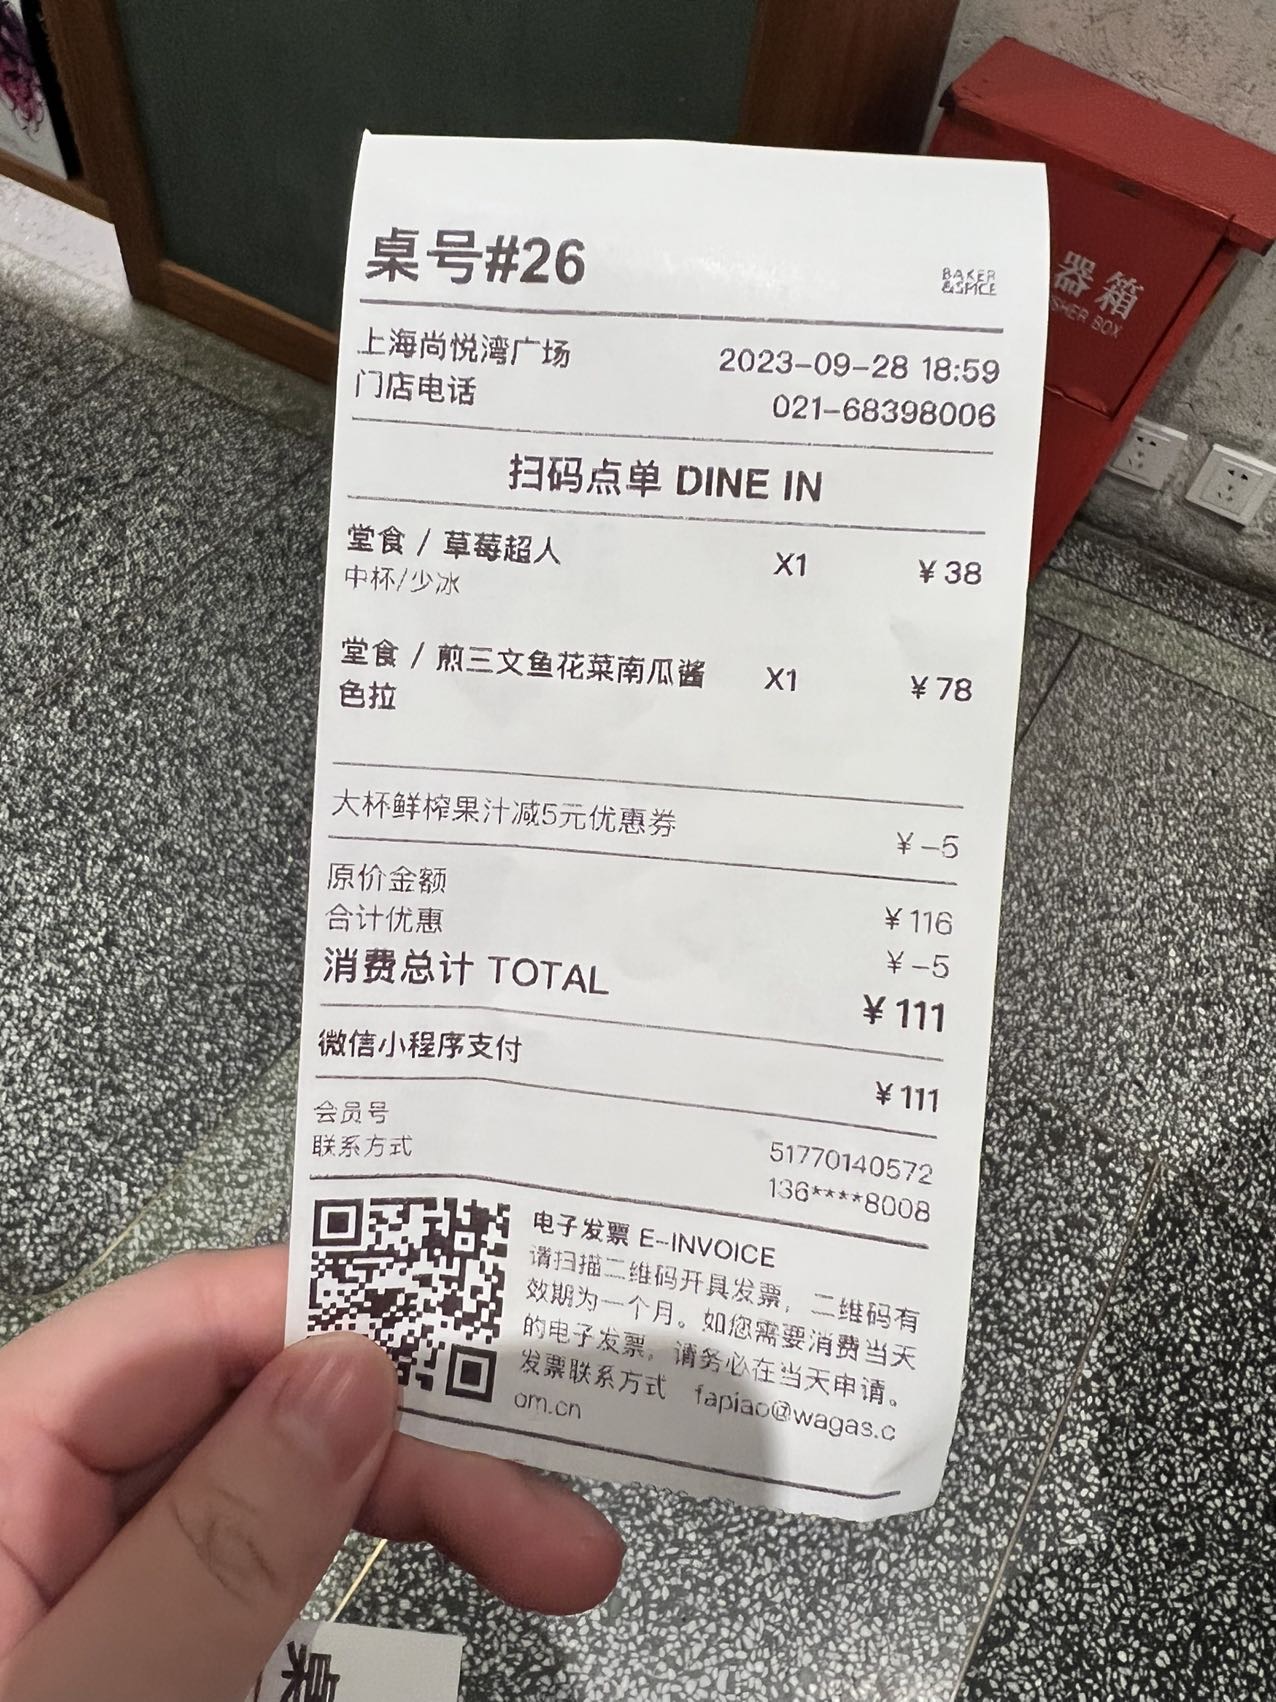 桌号#26
BAKER
&SPICE
上海尚悦湾广场 2023-09-28 18:59
门店电话 021-68398006
扫码点单 DINE IN
堂食 / 草莓超人 X1 ¥38
中杯/少冰
堂食 / 煎三文鱼花菜南瓜酱 X1 ¥78
色拉
大杯鲜榨果汁减5元优惠券 ¥-5
原价金额 ¥116
合计优惠 ¥-5
消费总计 TOTAL ¥111
微信小程序支付 ¥111
会员号 51770140572
联系方式 136****8008
电子发票 E-INVOICE
请扫描二维码开具发票，二维码有
效期为一个月。如您需要消费当天
的电子发票，请务必在当天申请。
发票联系方式 fapiao@wagas.c
om.cn
器箱
SHER BOX
桌